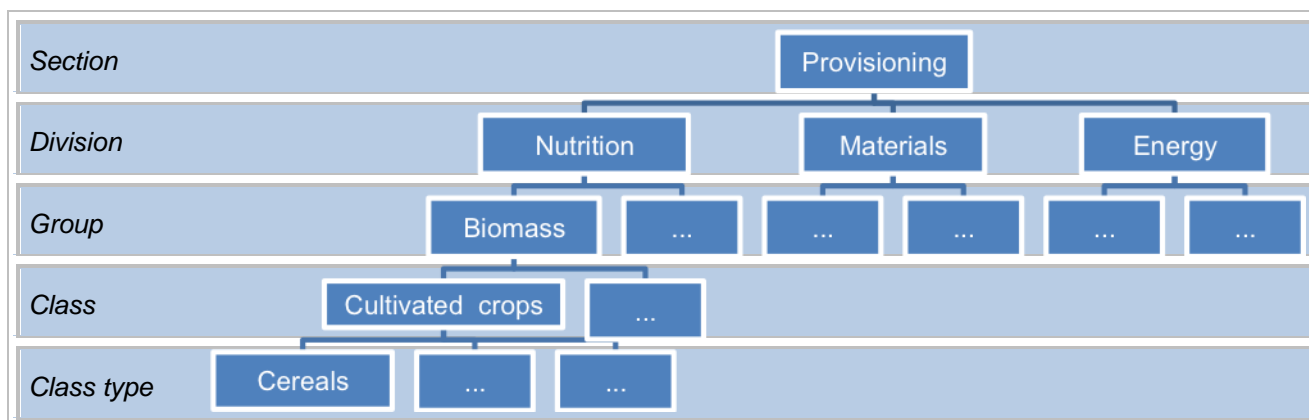 Section
Provisioning
Division
Nutrition
Materials
Energy
Group
Biomass
...
...
...
...
...
Class
Cultivated crops
...
Class type
Cereals
...
...